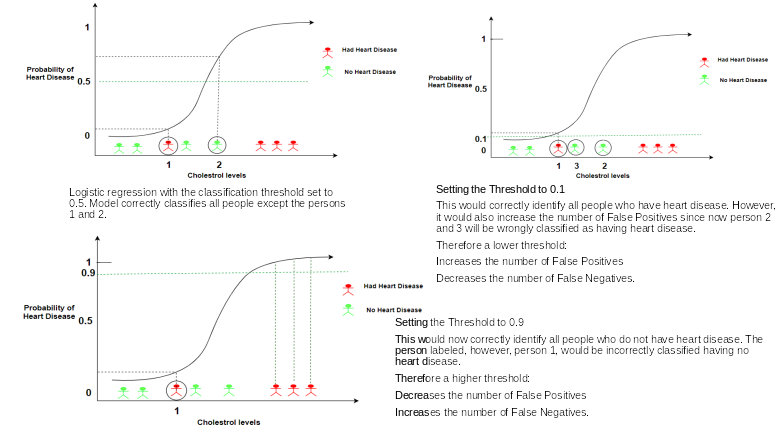 1
Had Heart Disease
No Heart Disease
Probability of
Heart Disease
0.5
0
1
2
Cholestrol levels
Logistic regression with the classification threshold set to
0.5. Model correctly classifies all people except the persons
1 and 2.
1
Had Heart Disease
No Heart Disease
Probability of
Heart Disease
0.5
0.1
0
1
3
2
Cholestrol levels
Setting the Threshold to 0.1
This would correctly identify all people who have heart disease. However,
it would also increase the number of False Positives since now person 2
and 3 will be wrongly classified as having heart disease.
Therefore a lower threshold:
Increases the number of False Positives
Decreases the number of False Negatives.
1
0.9
Had Heart Disease
No Heart Disease
Probability of
Heart Disease
0.5
0
1
Cholestrol levels
Setting the Threshold to 0.9
This would now correctly identify all people who do not have heart disease. The
person labeled, however, person 1, would be incorrectly classified having no
heart disease.
Therefore a higher threshold:
Decreases the number of False Positives
Increases the number of False Negatives.